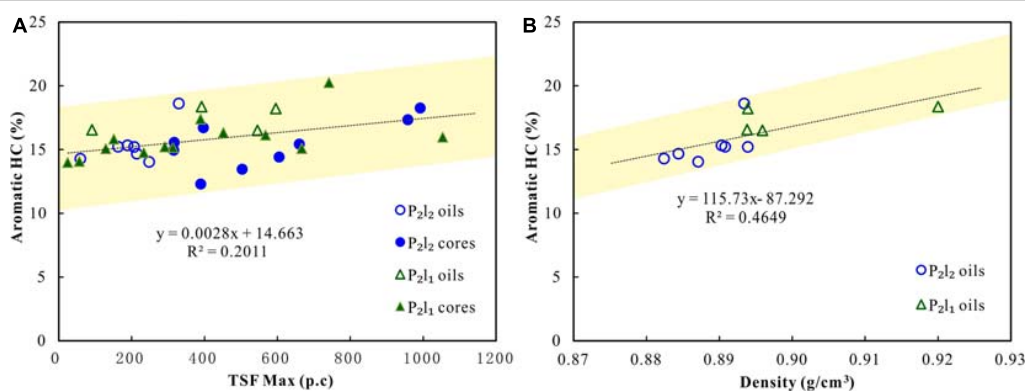 A
25
20
15
10
5
0
Aromatic HC (%)
y = 0.0028x + 14.663
R² = 0.2011
P₂l₂ oils
P₂l₂ cores
P₂l₁ oils
P₂l₁ cores
0 200 400 600 800 1000 1200
TSF Max (p.c)
B
25
20
15
10
5
0
Aromatic HC (%)
y = 115.73x- 87.292
R² = 0.4649
P₂l₂ oils
P₂l₁ oils
0.87 0.88 0.89 0.90 0.91 0.92 0.93
Density (g/cm³)